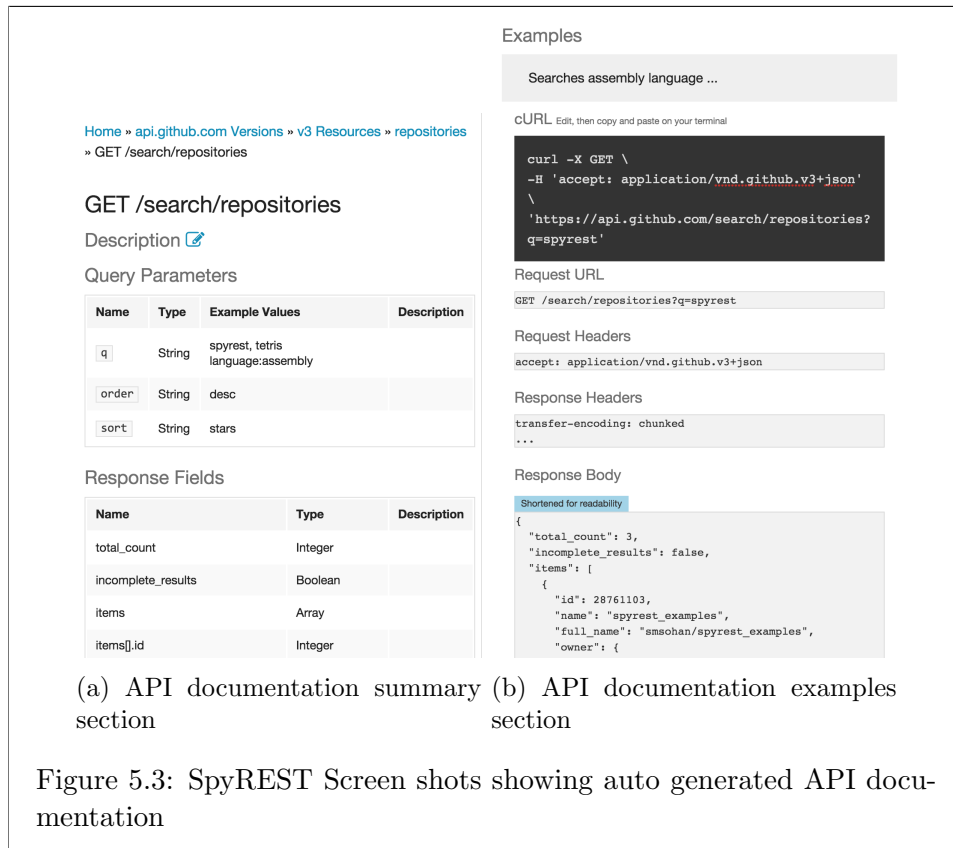 Home » api.github.com Versions » v3 Resources » repositories
» GET /search/repositories
GET /search/repositories
Description
Query Parameters
Name Type Example Values Description
q String spyrest, tetris
language:assembly
order String desc
sort String stars
Response Fields
Name Type Description
total_count Integer
incomplete_results Boolean
items Array
items[].id Integer
(a) API documentation summary
section
Examples
Searches assembly language ...
cURL Edit, then copy and paste on your terminal
curl -X GET \
-H 'accept: application/vnd.github.v3+json'
\
'https://api.github.com/search/repositories?
q=spyrest'
Request URL
GET /search/repositories?q=spyrest
Request Headers
accept: application/vnd.github.v3+json
Response Headers
transfer-encoding: chunked
...
Response Body
Shortened for readability
{
"total_count": 3,
"incomplete_results": false,
"items": [
{
"id": 28761103,
"name": "spyrest_examples",
"full_name": "smsohan/spyrest_examples",
"owner": {
(b) API documentation examples
section
Figure 5.3: SpyREST Screen shots showing auto generated API docu-
mentation